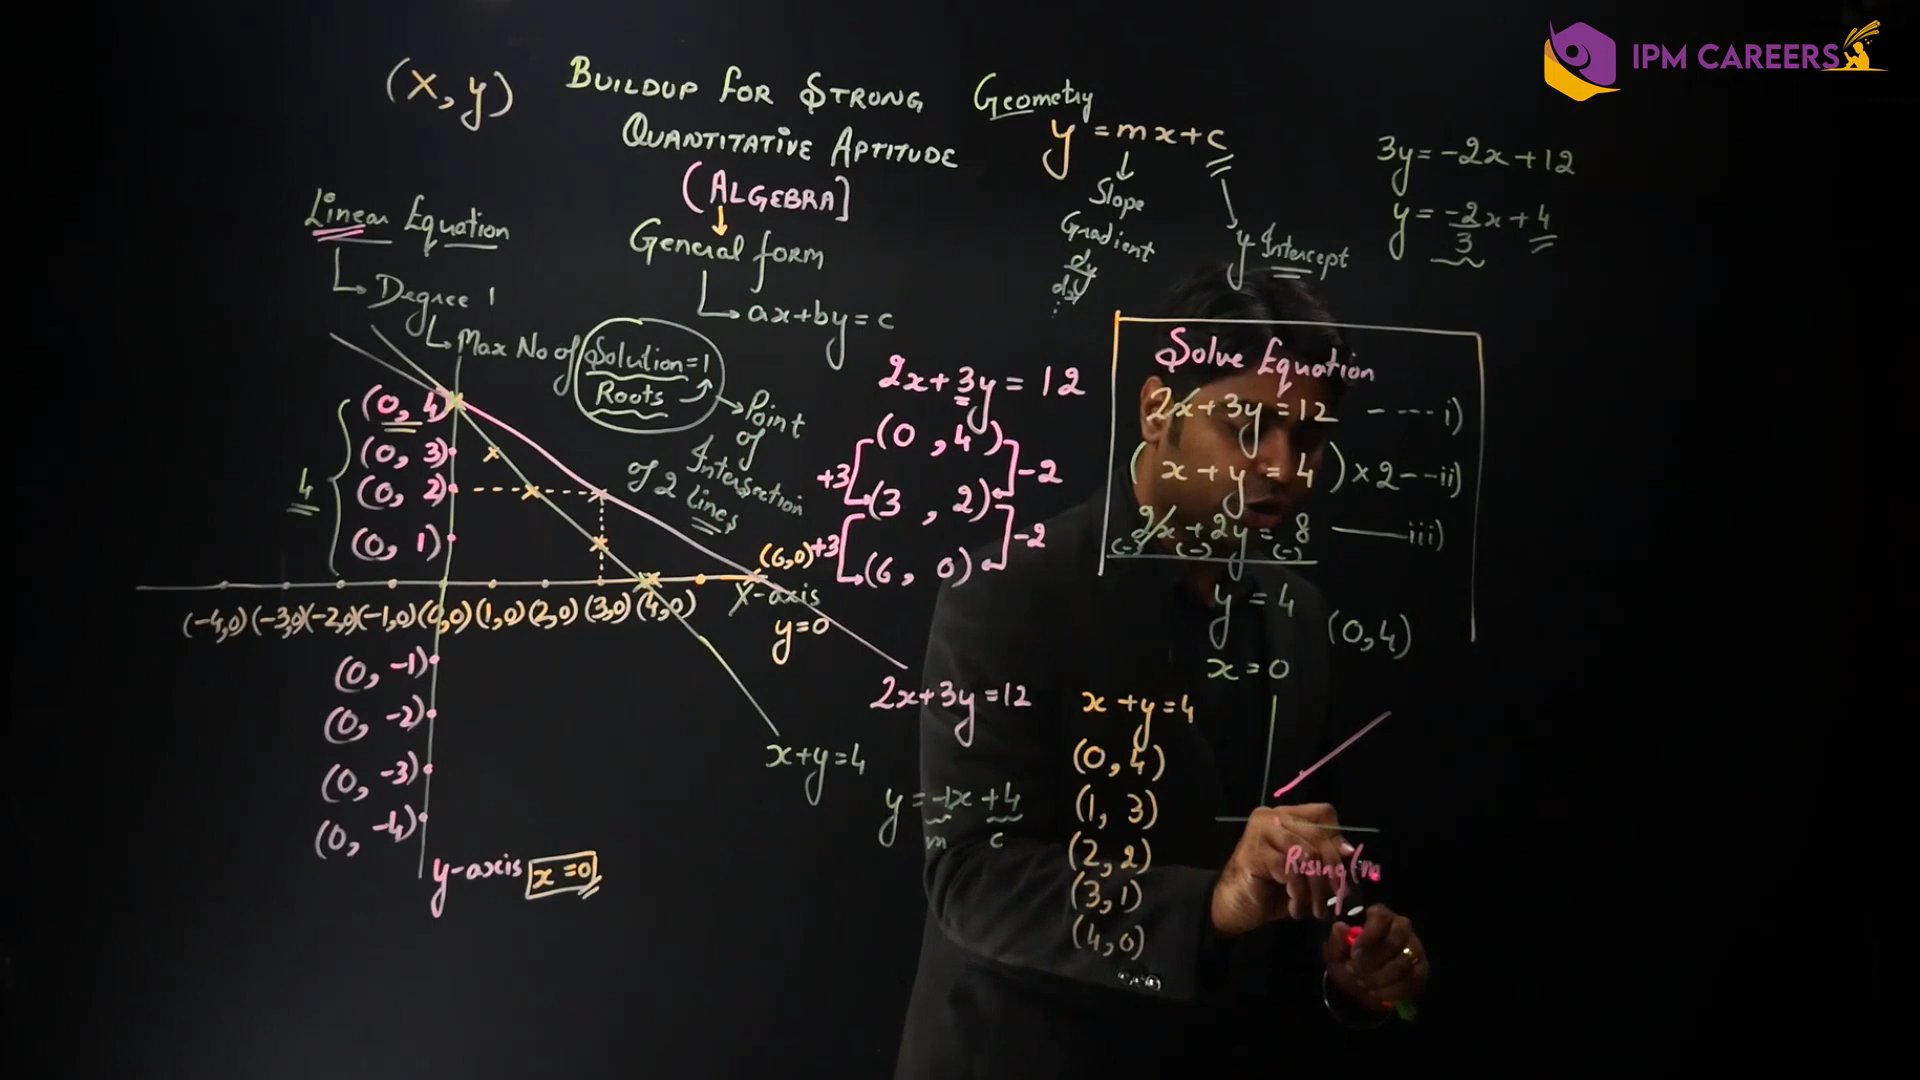 IPM CAREERS
(x, y)
BUILDUP FOR STRONG
QUANTITATIVE APTITUDE
(ALGEBRA]
General form
ax+by=c
Geometry
y = mx+c
Slope
Gradient
dy
y Intercept
3y = -2x+12
y = -2/3 x+4
Linear Equation
Degree 1
Max No of Solution=1
Roots
Point
of
Intersection
of 2 Lines
2x+3y = 12
(0, 4)
(3, 2)
(6, 0)
+3
-2
+3
-2
Solve Equation
2x+3y=12 ---- i)
(x+y=4)×2--ii)
2x+2y=8 —— iii)
(-) (-) (-)
y = 4
x = 0
(0,4)
4
(0, 4)
(0, 3)
(0, 2)
(0, 1)
(-4,0) (-3,0) (-2,0) (-1,0) (0,0) (1,0) (2,0) (3,0) (4,0)
(6,0)
X-axis
y=0
(0, -1)
(0, -2)
(0, -3)
(0, -4)
y-axis x=0
2x+3y=12
x+y=4
y = -1x+4
m c
x+y=4
(0,4)
(1, 3)
(2, 2)
(3,1)
(4,0)
Rising